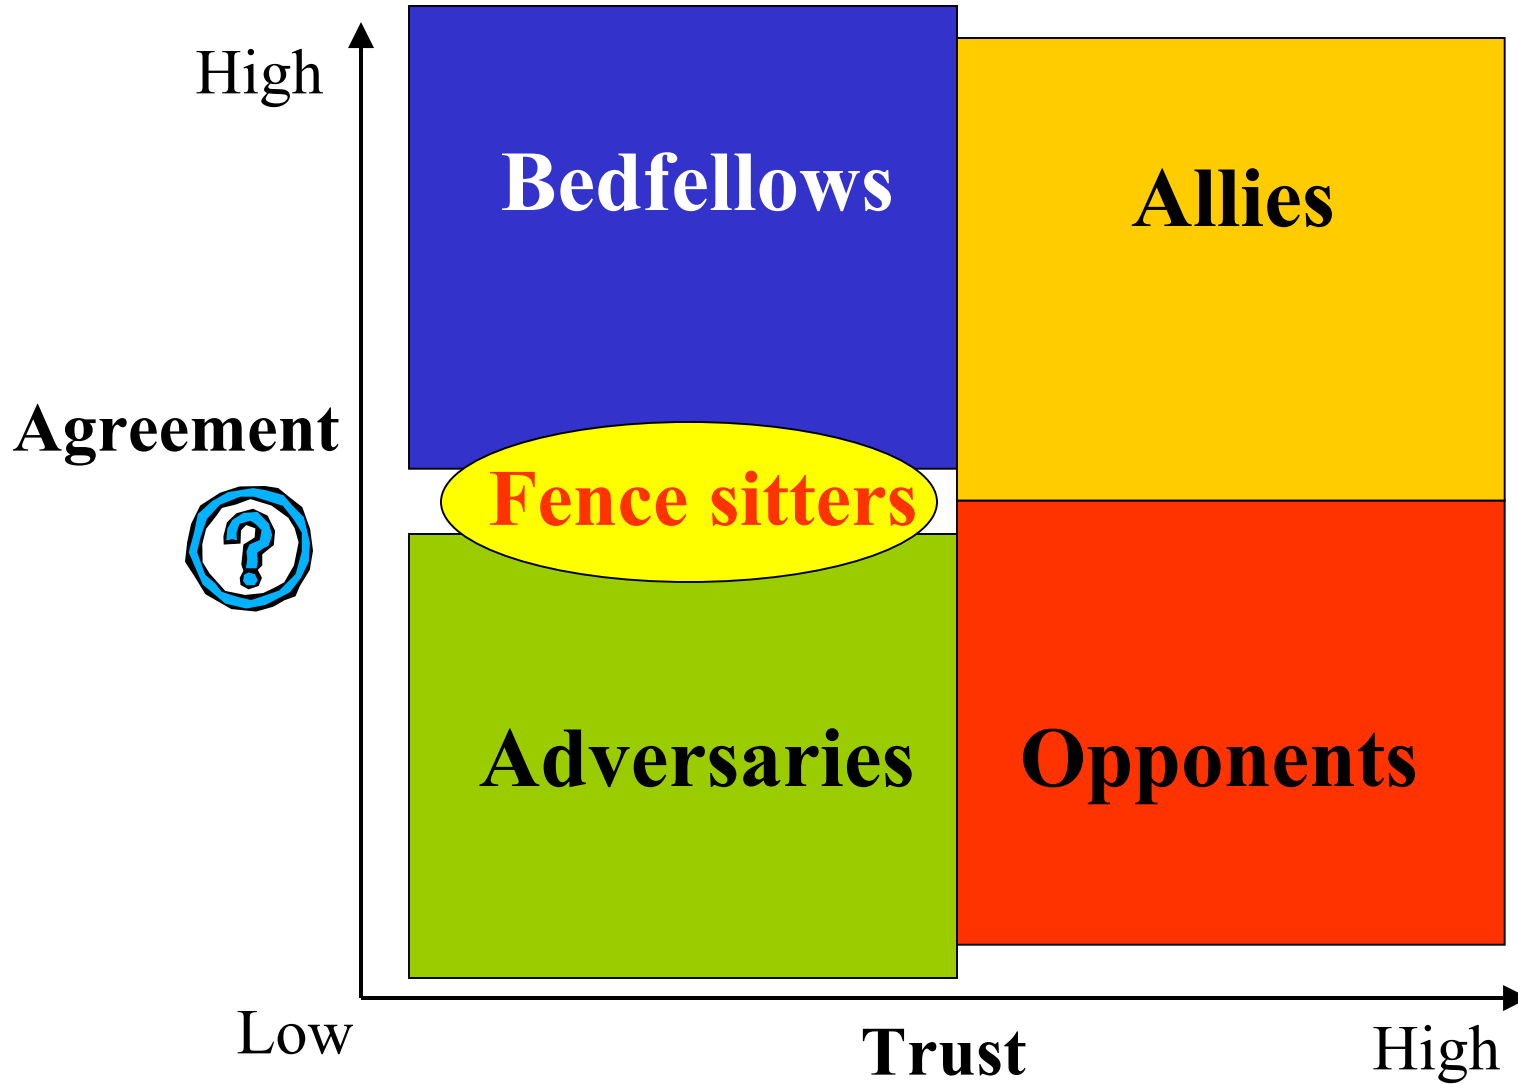 High
Bedfellows
Allies
Agreement
Fence sitters
?
Adversaries
Opponents
Low
Trust
High